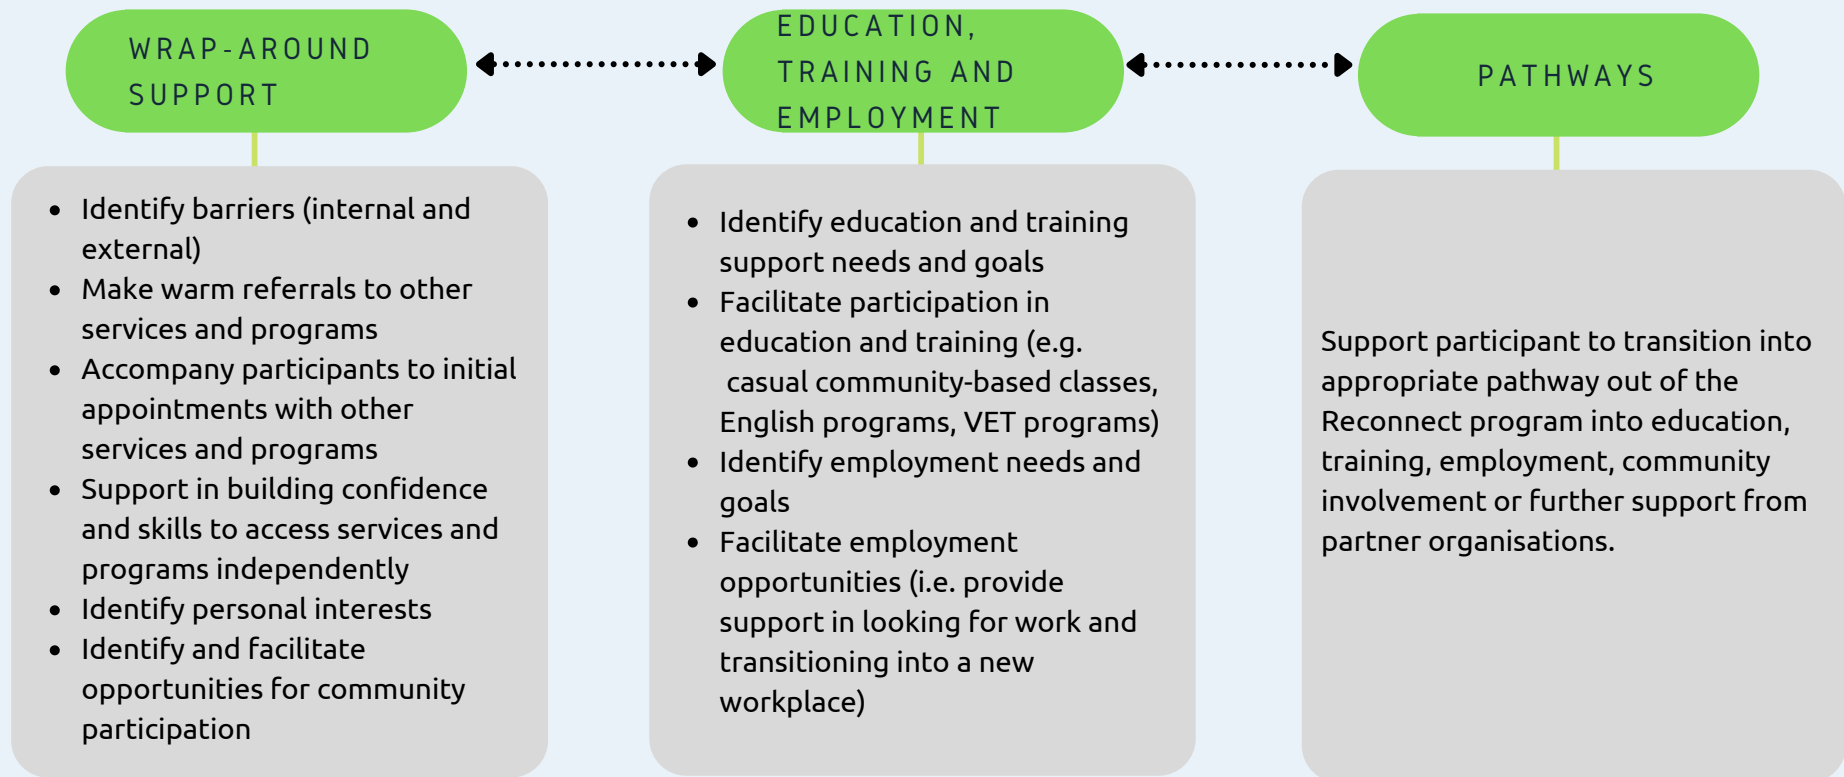 WRAP-AROUND
SUPPORT
• Identify barriers (internal and
external)
• Make warm referrals to other
services and programs
• Accompany participants to initial
appointments with other
services and programs
• Support in building confidence
and skills to access services and
programs independently
• Identify personal interests
• Identify and facilitate
opportunities for community
participation
EDUCATION,
TRAINING AND
EMPLOYMENT
• Identify education and training
support needs and goals
• Facilitate participation in
education and training (e.g.
casual community-based classes,
English programs, VET programs)
• Identify employment needs and
goals
• Facilitate employment
opportunities (i.e. provide
support in looking for work and
transitioning into a new
workplace)
PATHWAYS
Support participant to transition into
appropriate pathway out of the
Reconnect program into education,
training, employment, community
involvement or further support from
partner organisations.